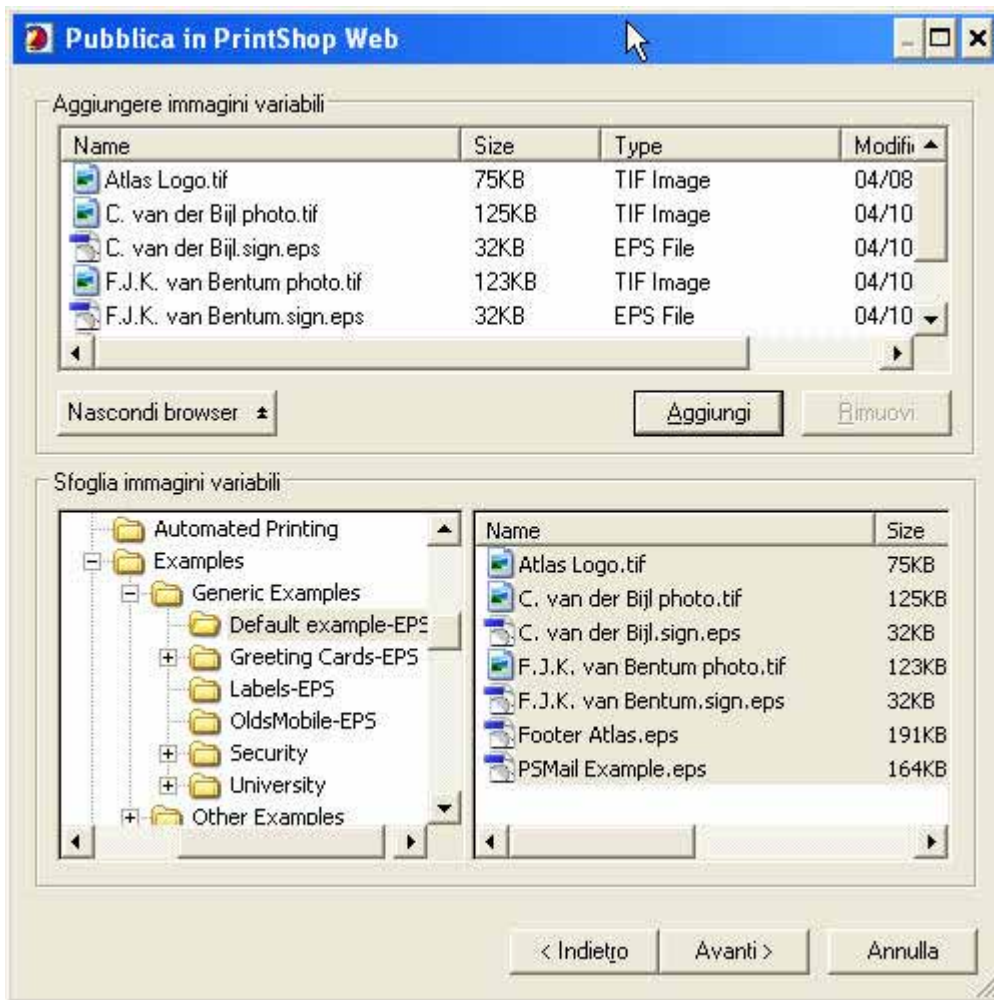 Pubblica in PrintShop Web
Aggiungere immagini variabili
Name Size Type Modifi
Atlas Logo.tif 75KB TIF Image 04/08
C. van der Bijl photo.tif 125KB TIF Image 04/10
C. van der Bijl.sign.eps 32KB EPS File 04/10
F.J.K. van Bentum photo.tif 123KB TIF Image 04/10
F.J.K. van Bentum.sign.eps 32KB EPS File 04/10
Nascondi browser Aggiungi Rimuovi
Sfoglia immagini variabili
Automated Printing
Examples
Generic Examples
Default example-EPS
Greeting Cards-EPS
Labels-EPS
OldsMobile-EPS
Security
University
Other Examples
Name Size
Atlas Logo.tif 75KB
C. van der Bijl photo.tif 125KB
C. van der Bijl.sign.eps 32KB
F.J.K. van Bentum photo.tif 123KB
F.J.K. van Bentum.sign.eps 32KB
Footer Atlas.eps 191KB
PSMail Example.eps 164KB
< Indietro Avanti > Annulla